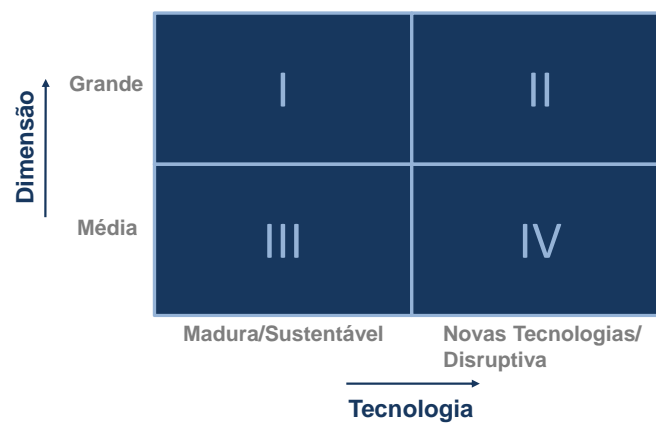 Grande
I
II
Dimensão
Média
III
IV
Madura/Sustentável
Novas Tecnologias/
Disruptiva
Tecnologia